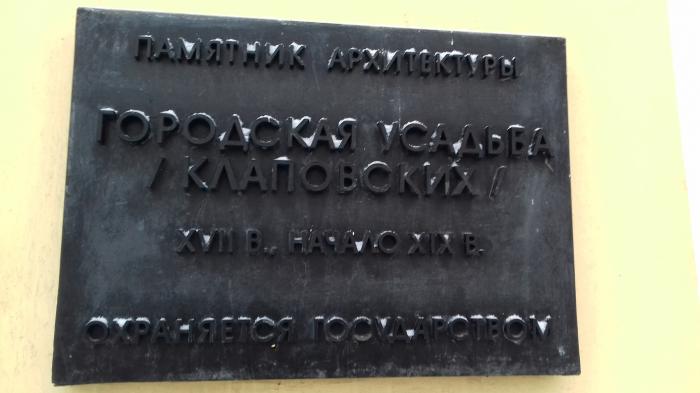 ПАМЯТНИК АРХИТЕКТУРЫ
ГОРОДСКАЯ УСАДЬБА
/КЛАПОВСКИХ/
XVII В., НАЧАЛО XIX В.
ОХРАНЯЕТСЯ ГОСУДАРСТВОМ